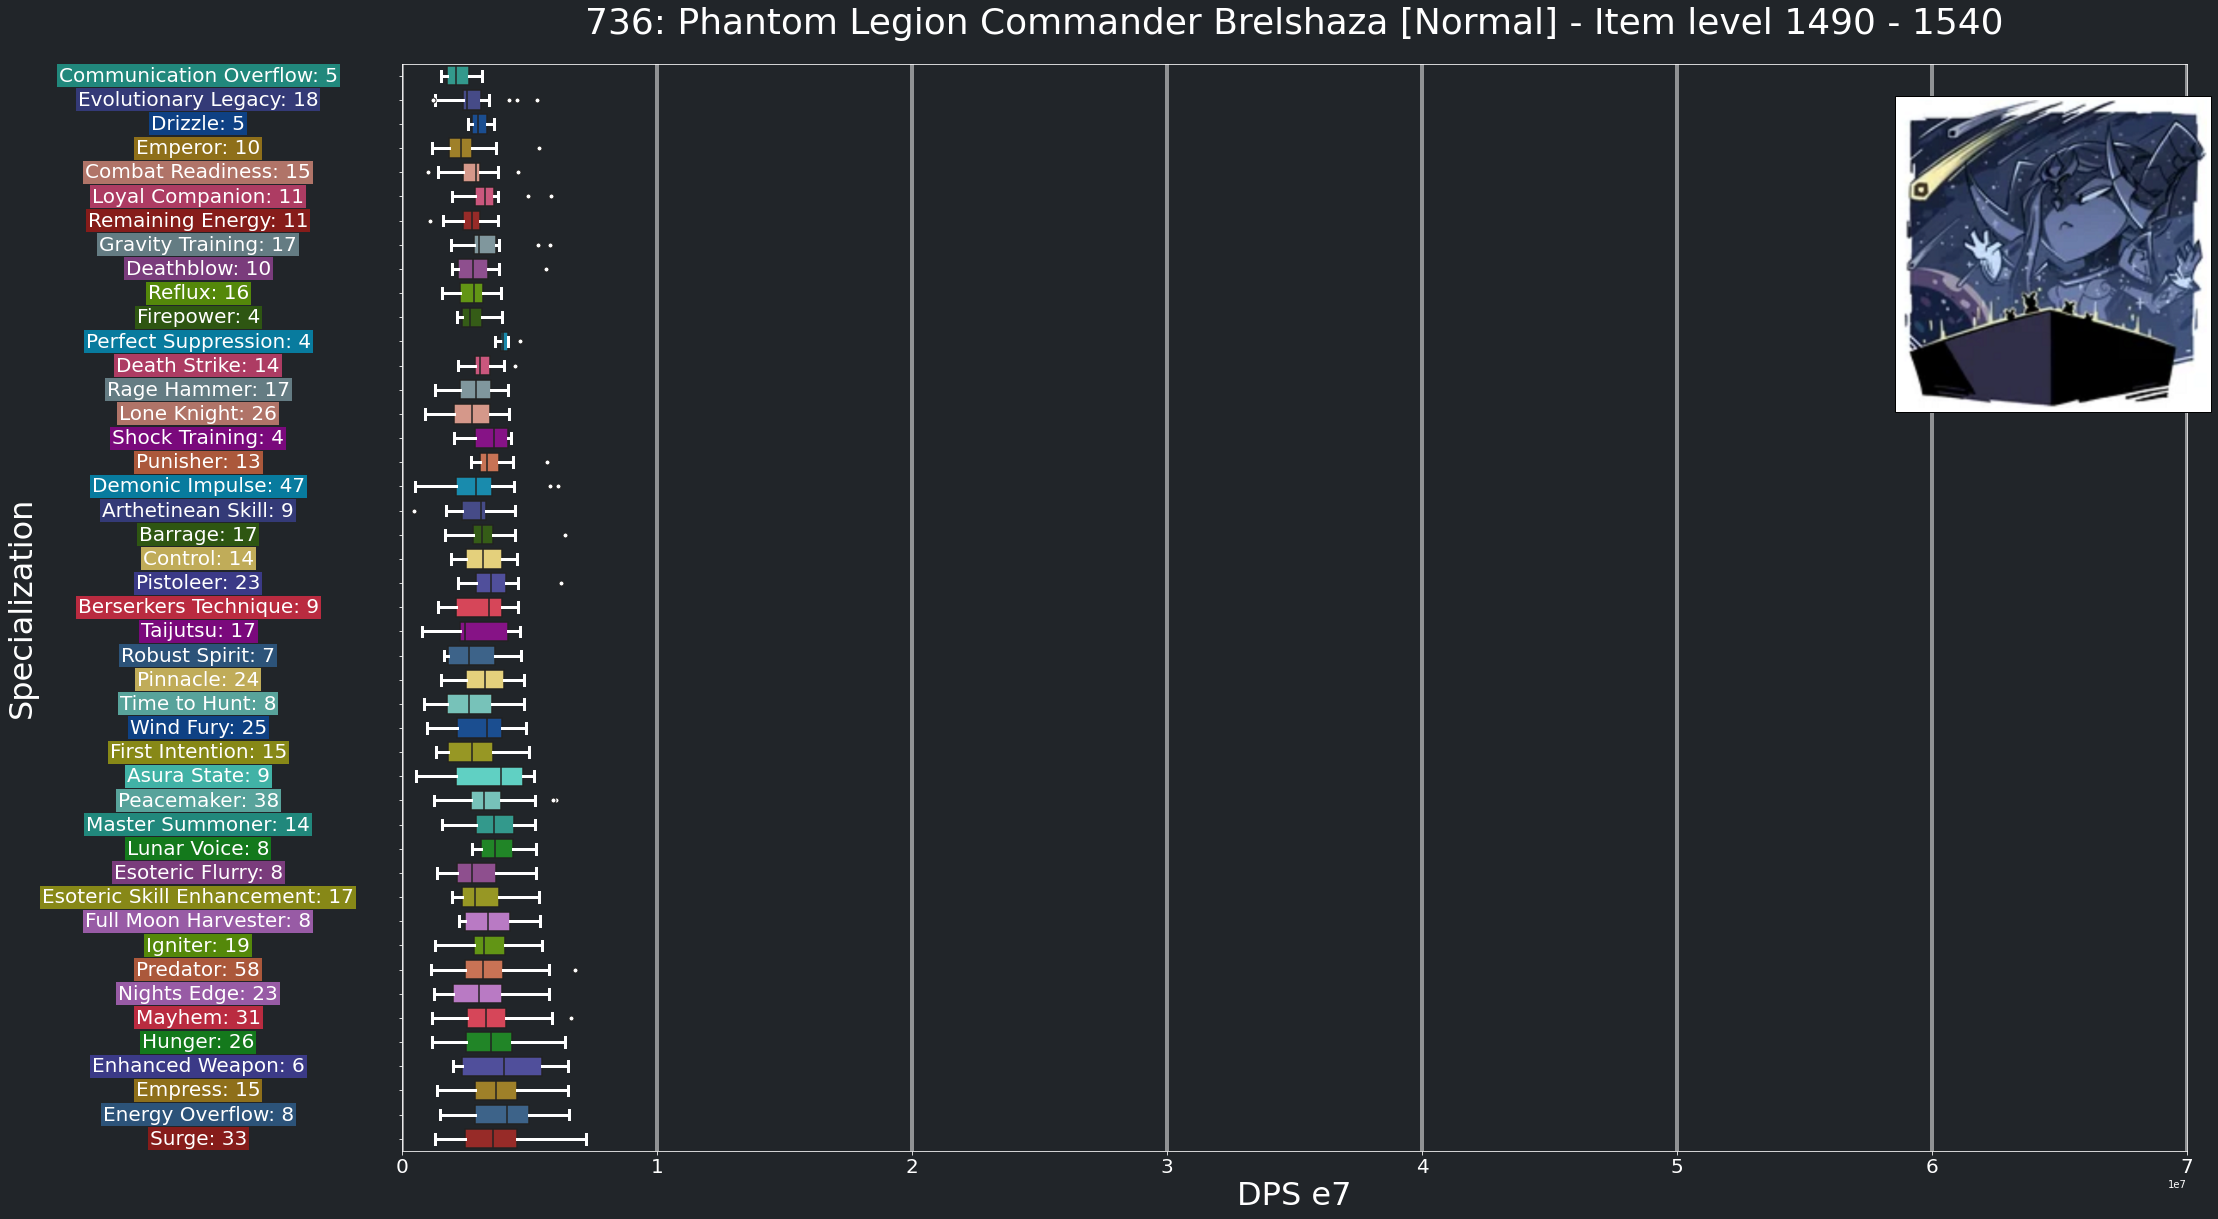 736: Phantom Legion Commander Brelshaza [Normal] - Item level 1490 - 1540
Communication Overflow: 5
Evolutionary Legacy: 18
Drizzle: 5
Emperor: 10
Combat Readiness: 15
Loyal Companion: 11
Remaining Energy: 11
Gravity Training: 17
Deathblow: 10
Reflux: 16
Firepower: 4
Perfect Suppression: 4
Death Strike: 14
Rage Hammer: 17
Lone Knight: 26
Shock Training: 4
Punisher: 13
Demonic Impulse: 47
Arthetinean Skill: 9
Barrage: 17
Control: 14
Pistoleer: 23
Berserkers Technique: 9
Taijutsu: 17
Robust Spirit: 7
Pinnacle: 24
Time to Hunt: 8
Wind Fury: 25
First Intention: 15
Asura State: 9
Peacemaker: 38
Master Summoner: 14
Lunar Voice: 8
Esoteric Flurry: 8
Esoteric Skill Enhancement: 17
Full Moon Harvester: 8
Igniter: 19
Predator: 58
Nights Edge: 23
Mayhem: 31
Hunger: 26
Enhanced Weapon: 6
Empress: 15
Energy Overflow: 8
Surge: 33
Specialization
0 1 2 3 4 5 6 7
DPS e7
1e7